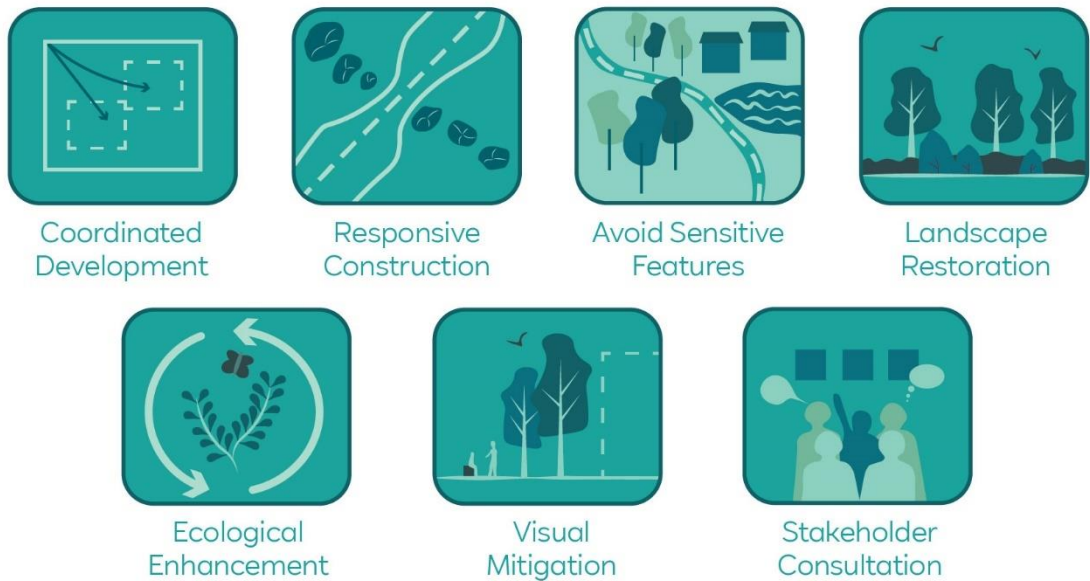 Coordinated
Development
Responsive
Construction
Avoid Sensitive
Features
Landscape
Restoration
Ecological
Enhancement
Visual
Mitigation
Stakeholder
Consultation